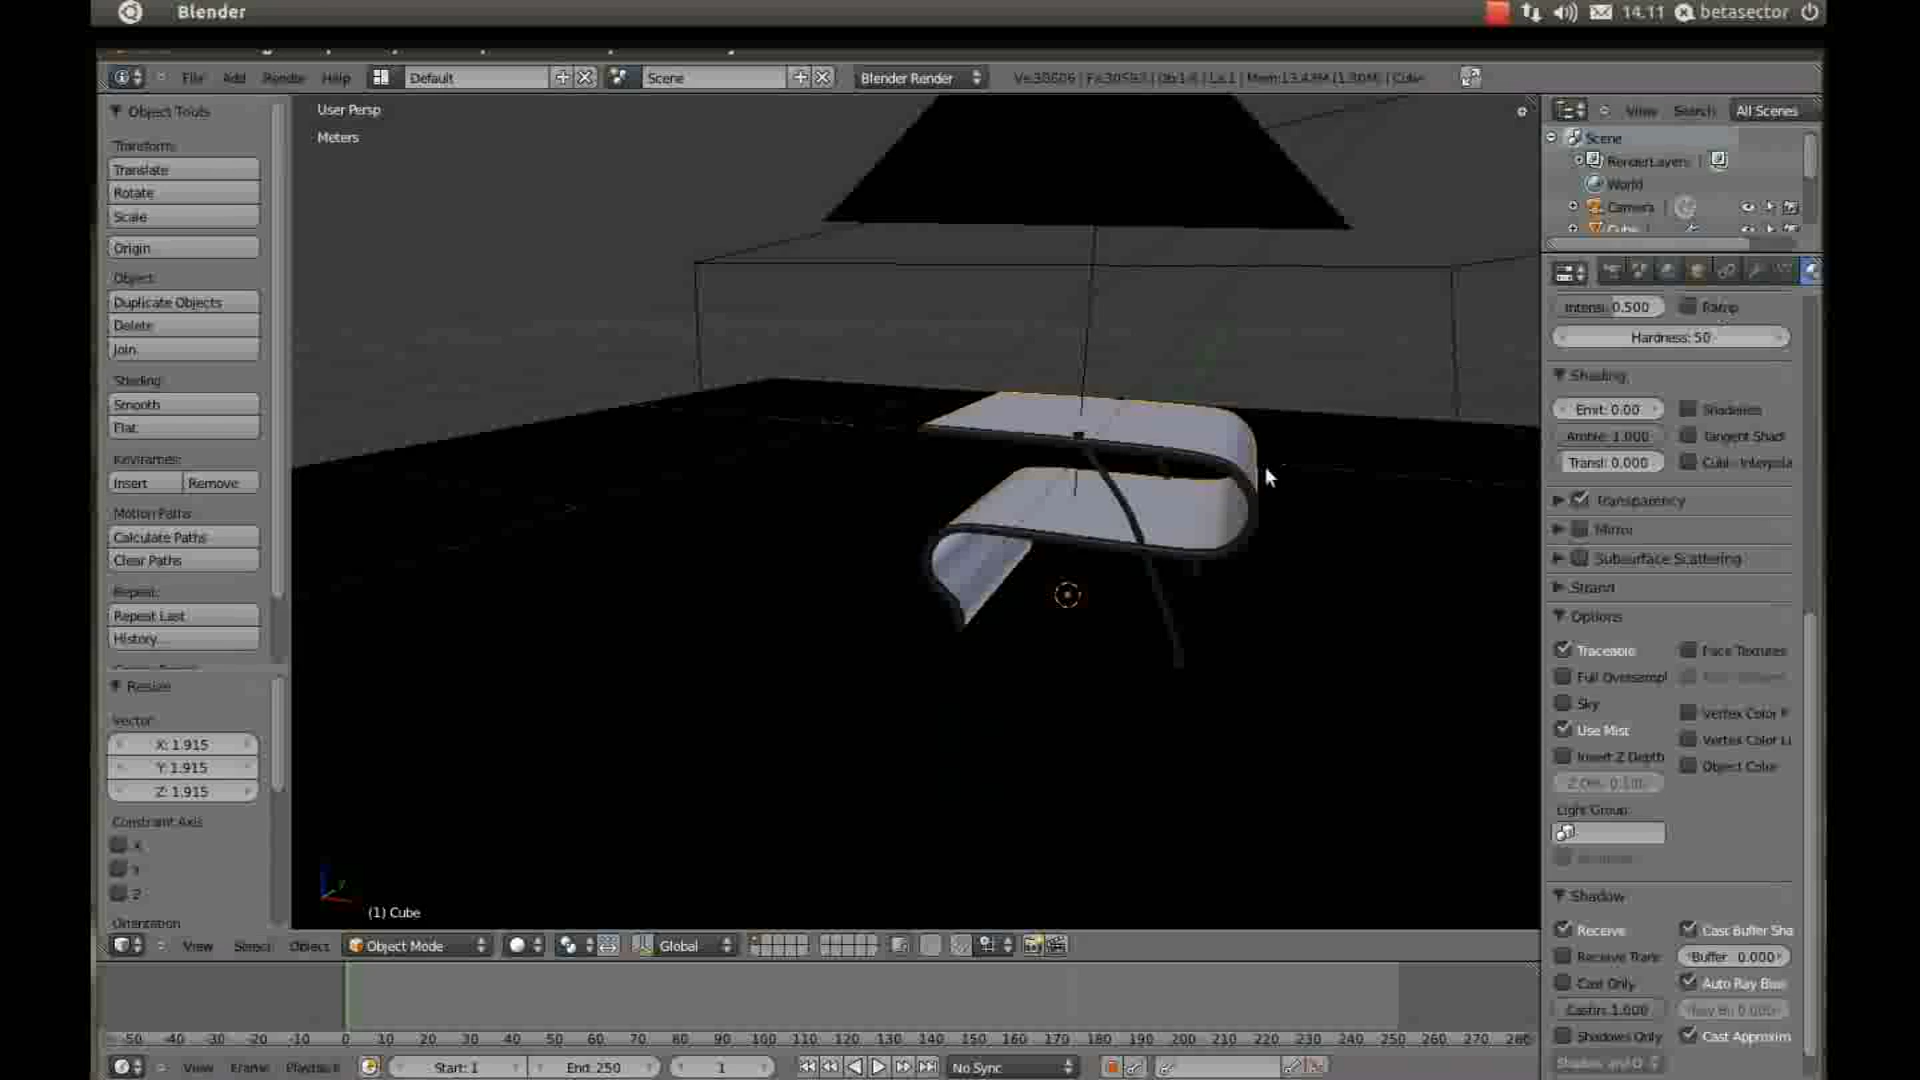 Blender
14.11 betasector
File Add Render Help Default Scene Blender Render
User Persp
Meters
Object Tools
Transform:
Translate
Rotate
Scale
Origin
Object:
Duplicate Objects
Delete
Join
Shading:
Smooth
Flat
Keyframes:
Insert Remove
Motion Paths:
Calculate Paths
Clear Paths
Repeat:
Repeat Last
History...
Resize
Vector
X: 1.915
Y: 1.915
Z: 1.915
Constraint Axis
X
Y
Z
Orientation
(1) Cube
View Select Object Object Mode Global
-50 -40 -30 -20 -10 0 10 20 30 40 50 60 70 80 90 100 110 120 130 140 150 160 170 180 190 200 210 220 230 240 250 260 270 280
View Frame Playback Start: 1 End: 250 1 No Sync
View Search All Scenes
Scene
RenderLayers
World
Camera
Cube
Intensi: 0.500 Ramp
Hardness: 50
Shading
Emit: 0.00 Shadeless
Ambie: 1.000 Tangent Shadi
Transl: 0.000 Cubic Interpola
Transparency
Mirror
Subsurface Scattering
Strand
Options
Traceable Face Textures
Full Oversampl
Sky Vertex Color P
Use Mist Vertex Color Li
Invert Z Depth Object Color
Light Group:
Shadow
Receive Cast Buffer Sha
Receive Trans Buffer 0.000
Cast Only Auto Ray Bias
Castin: 1.000
Shadows Only Cast Approxim